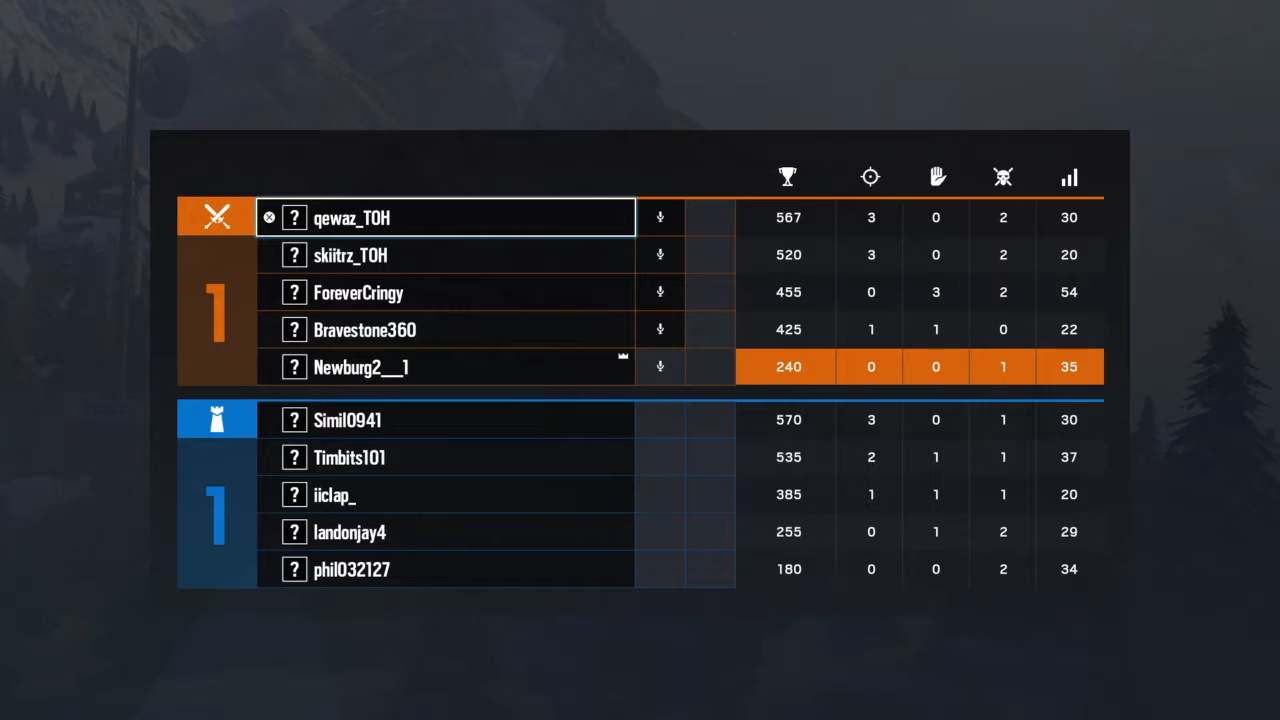 1
? qewaz_TOH 567 3 0 2 30
? skiitrz_TOH 520 3 0 2 20
? ForeverCringy 455 0 3 2 54
? Bravestone360 425 1 1 0 22
? Newburg2__1 240 0 0 1 35
1
? Simil0941 570 3 0 1 30
? Timbits101 535 2 1 1 37
? iiclap_ 385 1 1 1 20
? landonjay4 255 0 1 2 29
? phil032127 180 0 0 2 34